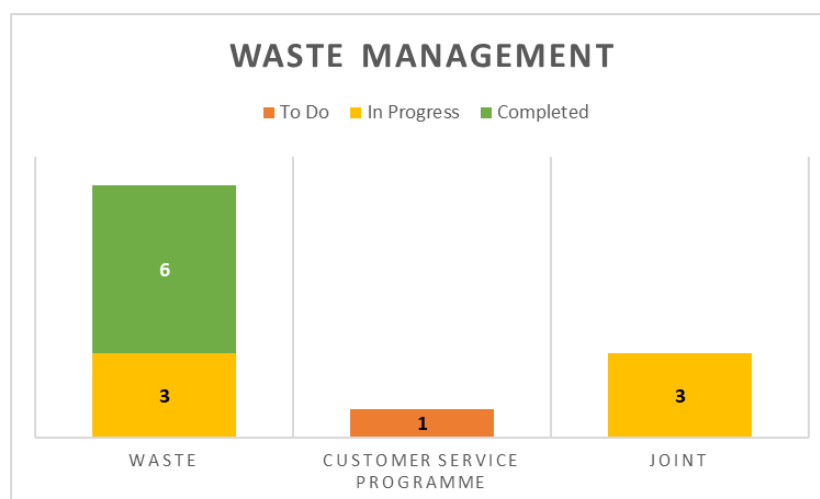 WASTE MANAGEMENT
To Do In Progress Completed
6
3
1
3
WASTE
CUSTOMER SERVICE
PROGRAMME
JOINT